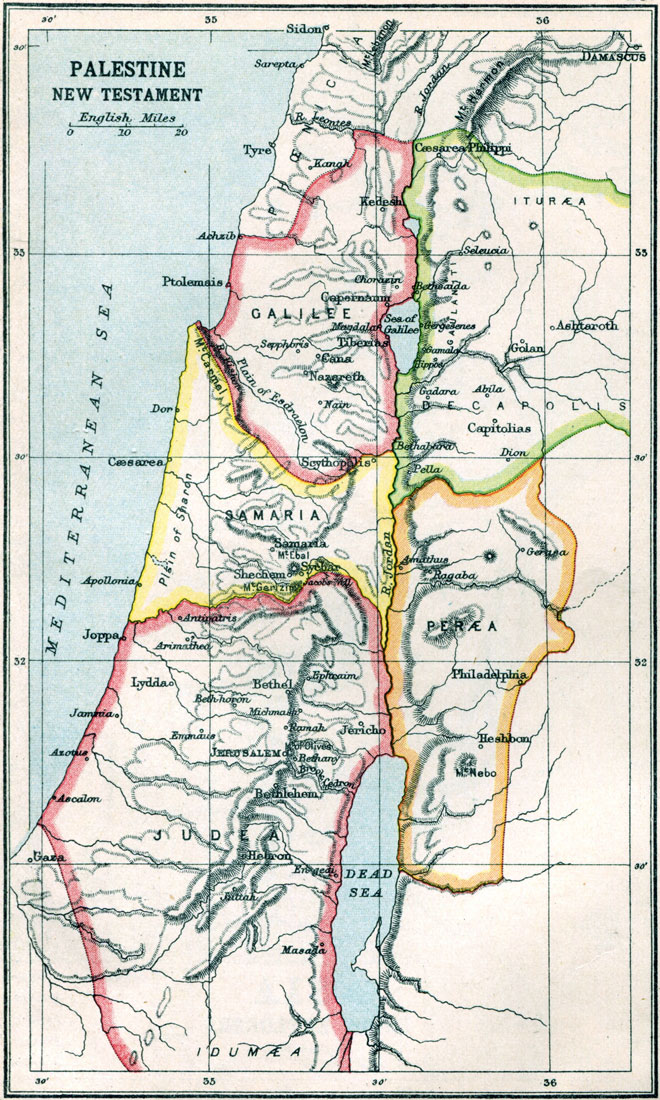 30'
35
30'
36
PALESTINE
NEW TESTAMENT
English Miles
0 10 20
Sidon
Mt. Lebanon
DAMASCUS
Sarepta
R. Jordan
Mt. Hermon
PHŒNICIA
R. Leontes
Tyre
Kanah
Cæsarea Philippi
Kedesh
ITURÆA
Achzib
Seleucia
33
33
Ptolemais
Chorazin
Bethsaida
Capernaum
GALILEE
GAULANITIS
Magdala
Sea of
Galilee
Gergesenes
Ashtaroth
Tiberias
Sepphoris
Cana
Gamala
Golan
Mt. Carmel
R. Kishon
Plain of Esdraelon
Hippos
Nazareth
Nain
Gadara
Abila
DECAPOLIS
Dor
Capitolias
Bethabara
Dion
30'
30'
Cæsarea
Scythopolis
Pella
MEDITERRANEAN SEA
Plain of Sharon
SAMARIA
Samaria
Mt. Ebal
Sychar
Shechem
Jacob's Well
Mt. Gerizim
R. Jordan
Amathus
Gerasa
Ragaba
Apollonia
Antipatris
Joppa
Arimathea
PERÆA
32
32
Lydda
Bethel
Ephraim
Philadelphia
Beth-horon
Michmash
Jamnia
Ramah
Jericho
Emmaus
Heshbon
JERUSALEM
Mt. of Olives
Azotus
Bethany
Brook
Cedron
Mt. Nebo
Bethlehem
Ascalon
JUDEA
Gaza
Hebron
En-gedi
DEAD
SEA
30'
Juttah
Masada
IDUMÆA
30'
35
30'
36